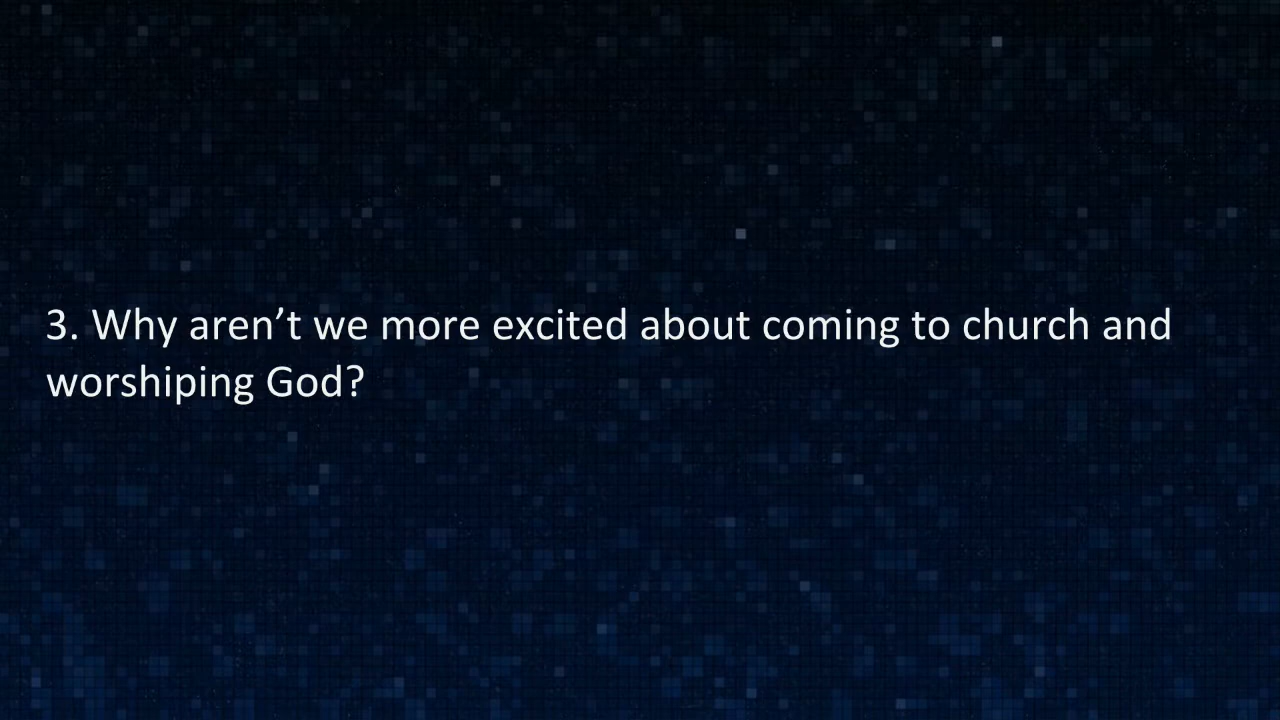 3. Why aren’t we more excited about coming to church and
worshiping God?